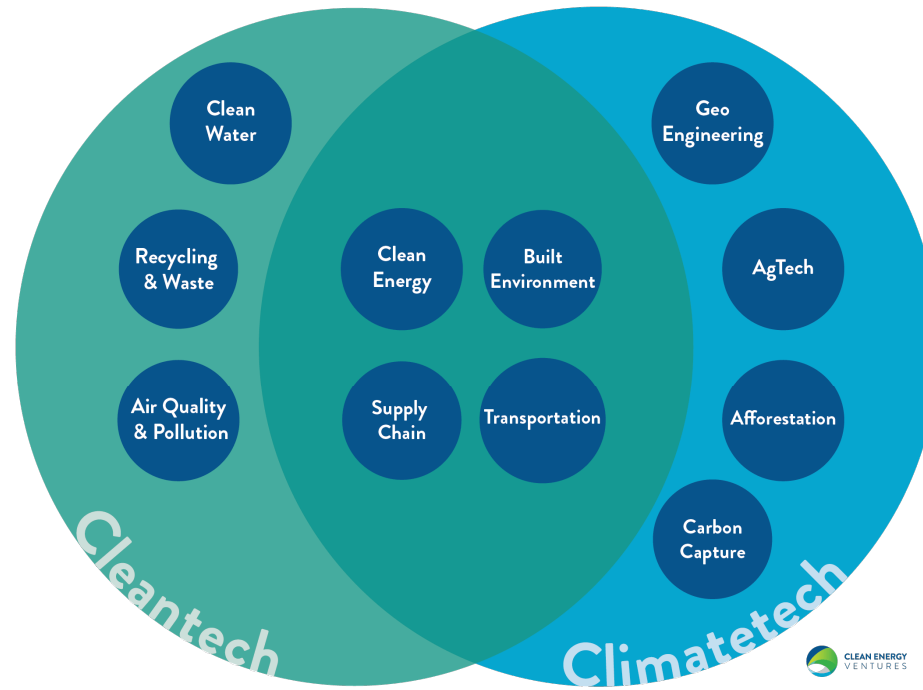 Clean
Water
Geo
Engineering
Recycling
& Waste
Clean
Energy
Built
Environment
AgTech
Air Quality
& Pollution
Supply
Chain
Transportation
Afforestation
Carbon
Capture
Cleantech
Climatetech
CLEAN ENERGY
VENTURES